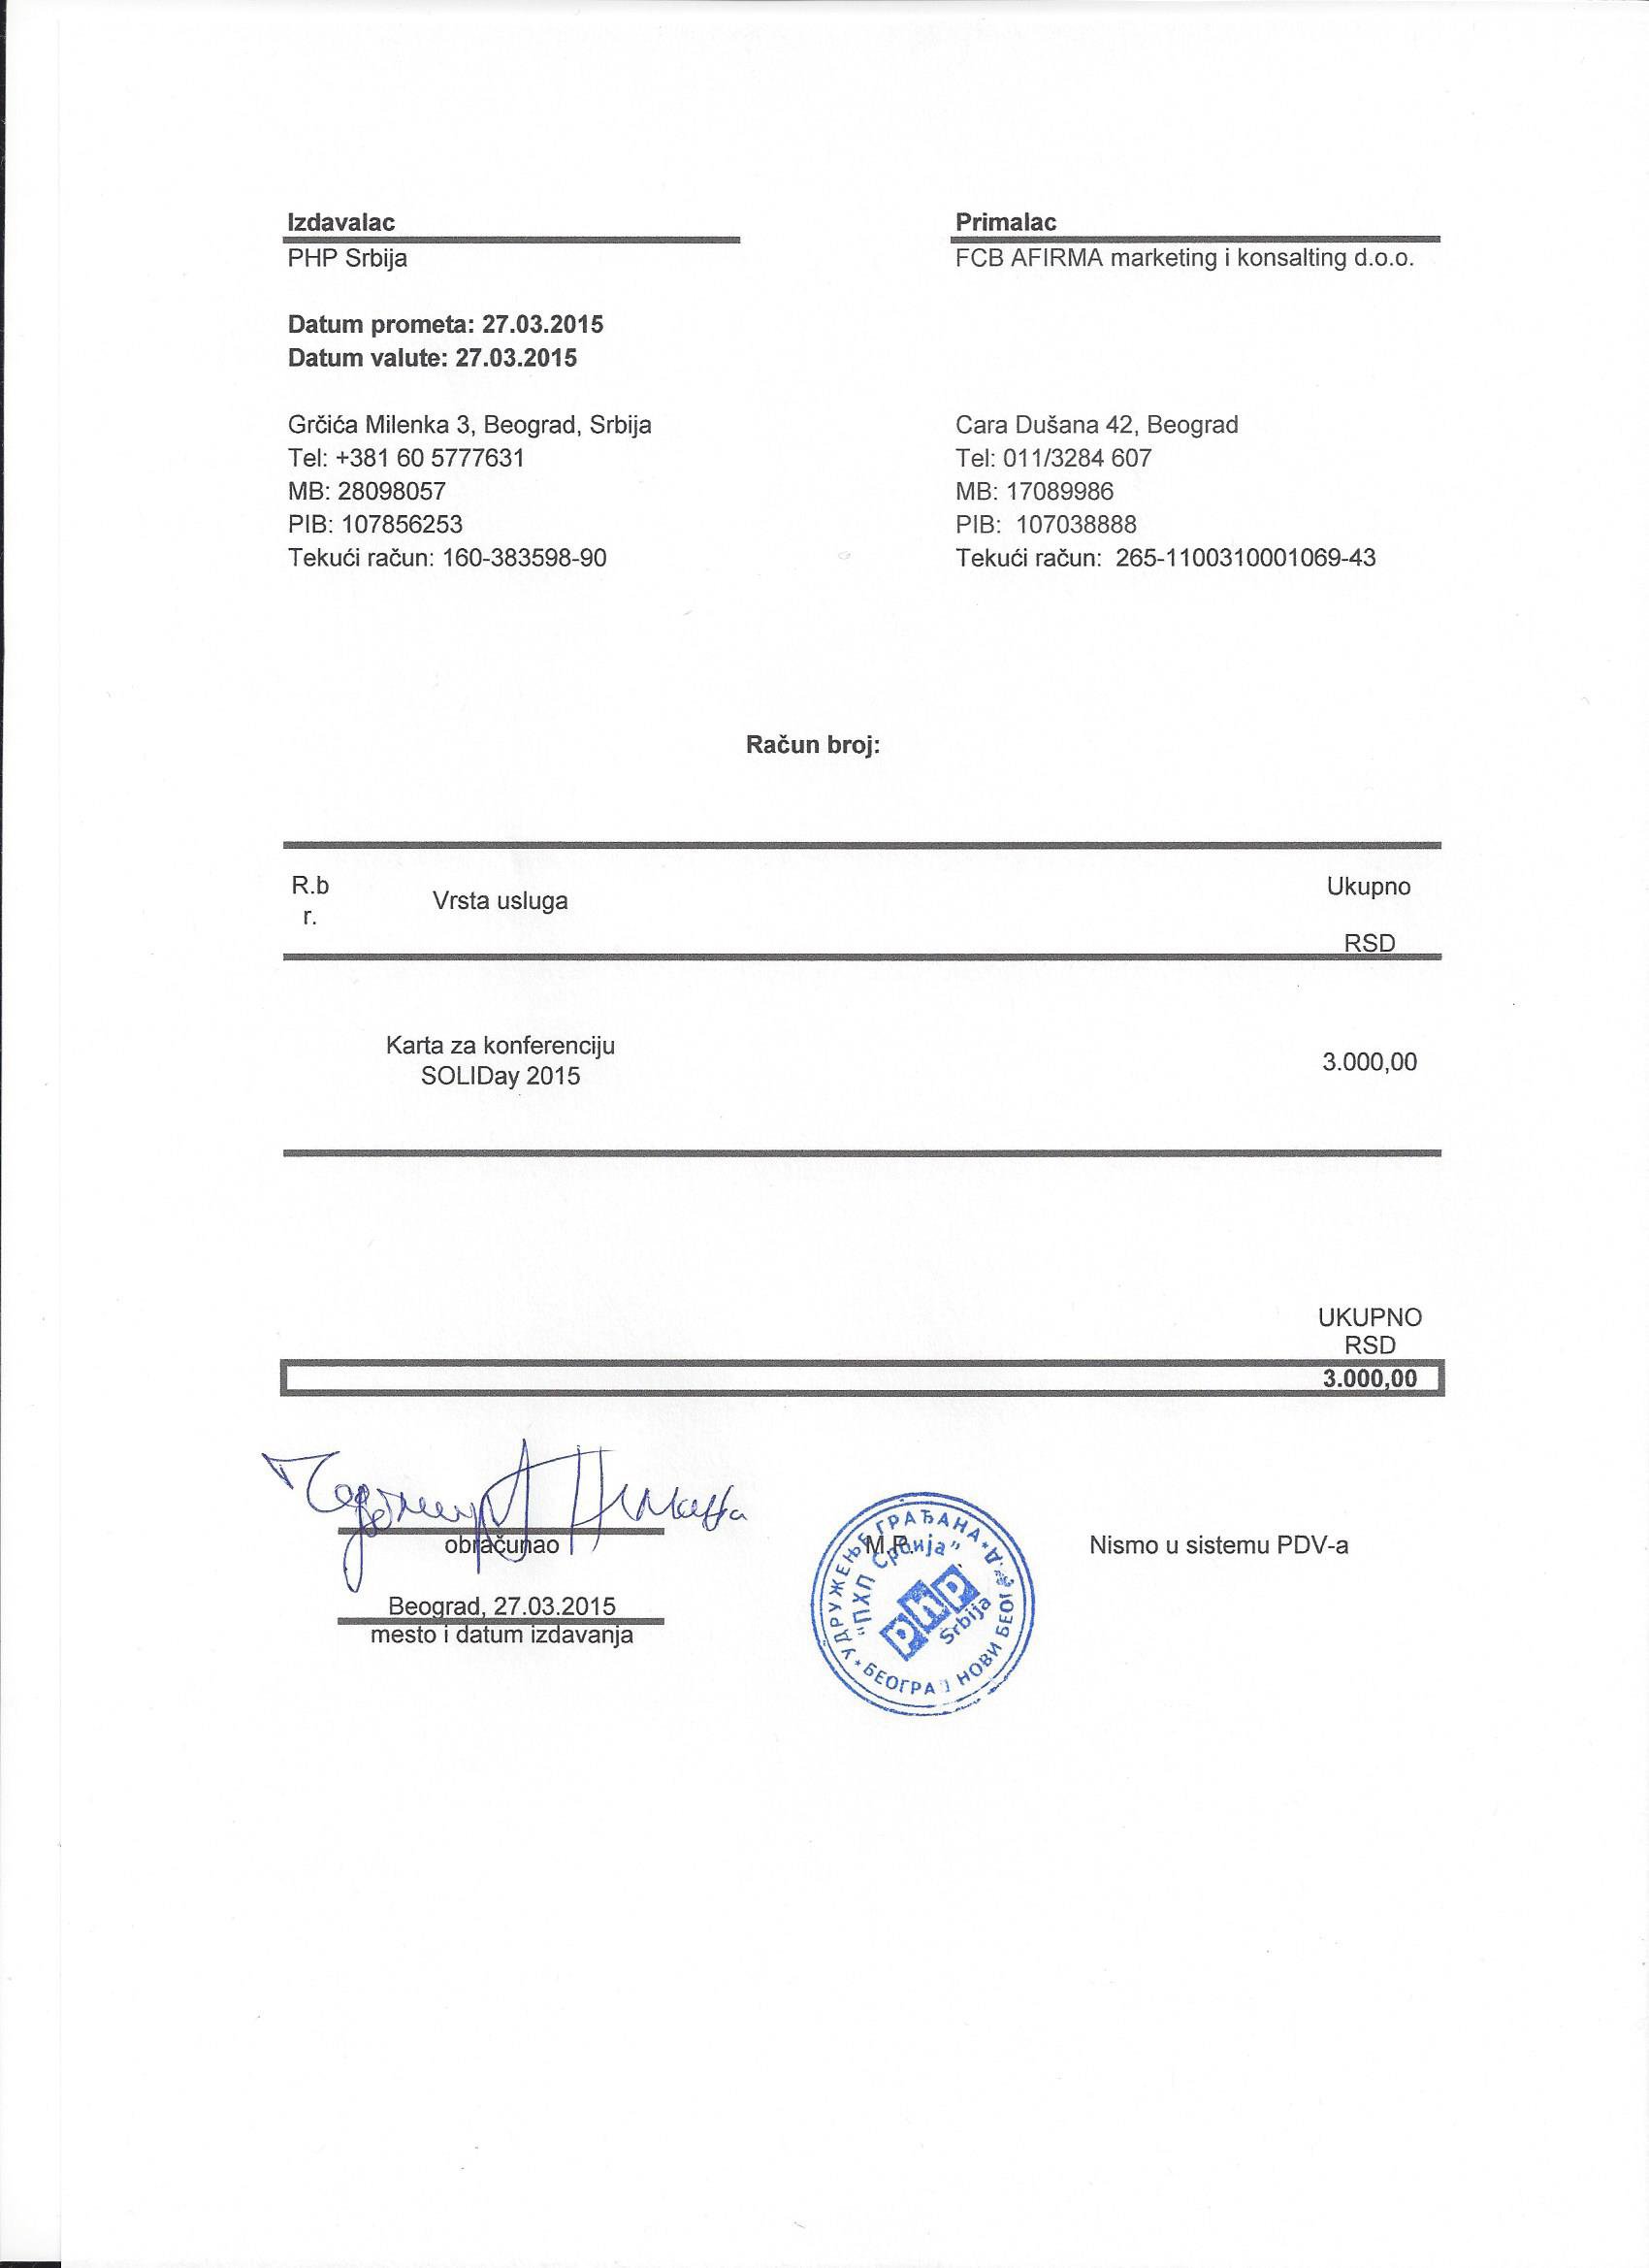 Izdavalac
PHP Srbija
Datum prometa: 27.03.2015
Datum valute: 27.03.2015
Grčića Milenka 3, Beograd, Srbija
Tel: +381 60 5777631
MB: 28098057
PIB: 107856253
Tekući račun: 160-383598-90
Primalac
FCB AFIRMA marketing i konsalting d.o.o.
Cara Dušana 42, Beograd
Tel: 011/3284 607
MB: 17089986
PIB: 107038888
Tekući račun: 265-1100310001069-43
Račun broj:
R.b
r.
Vrsta usluga
Ukupno
RSD
Karta za konferenciju
SOLIDay 2015
3.000,00
UKUPNO
RSD
3.000,00
obračunao
Beograd, 27.03.2015
mesto i datum izdavanja
УДРУЖЕЊЕ ГРАЂАНА
"ПХП Србија"
PHP
Srbija
БЕОГРАД НОВИ
Nismo u sistemu PDV-a